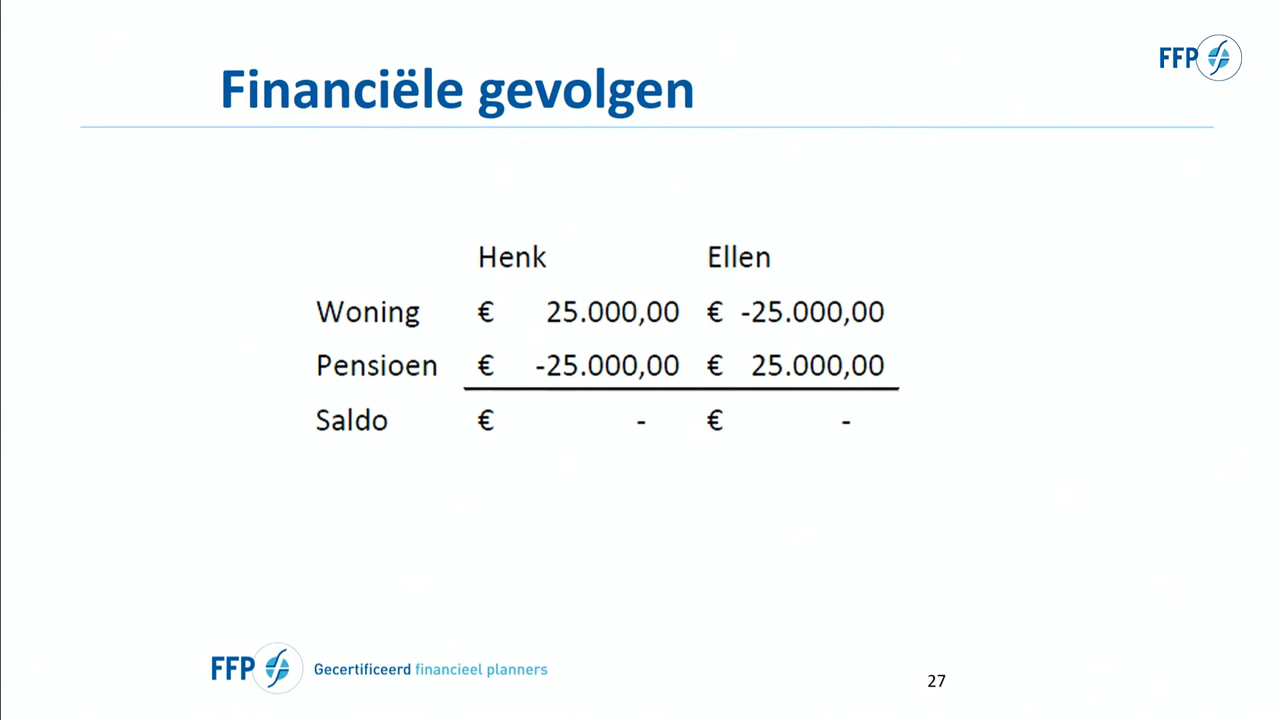 FFP
Financiële gevolgen
Henk Ellen
Woning € 25.000,00 € -25.000,00
Pensioen € -25.000,00 € 25.000,00
Saldo € - € -
FFP Gecertificeerd financieel planners
27